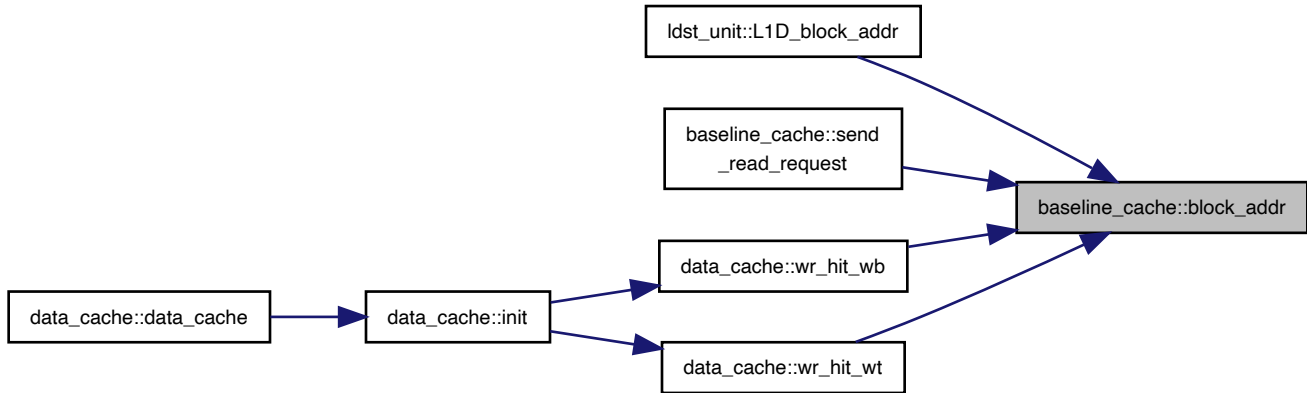 ldst_unit::L1D_block_addr
baseline_cache::send
_read_request
baseline_cache::block_addr
data_cache::wr_hit_wb
data_cache::data_cache
data_cache::init
data_cache::wr_hit_wt